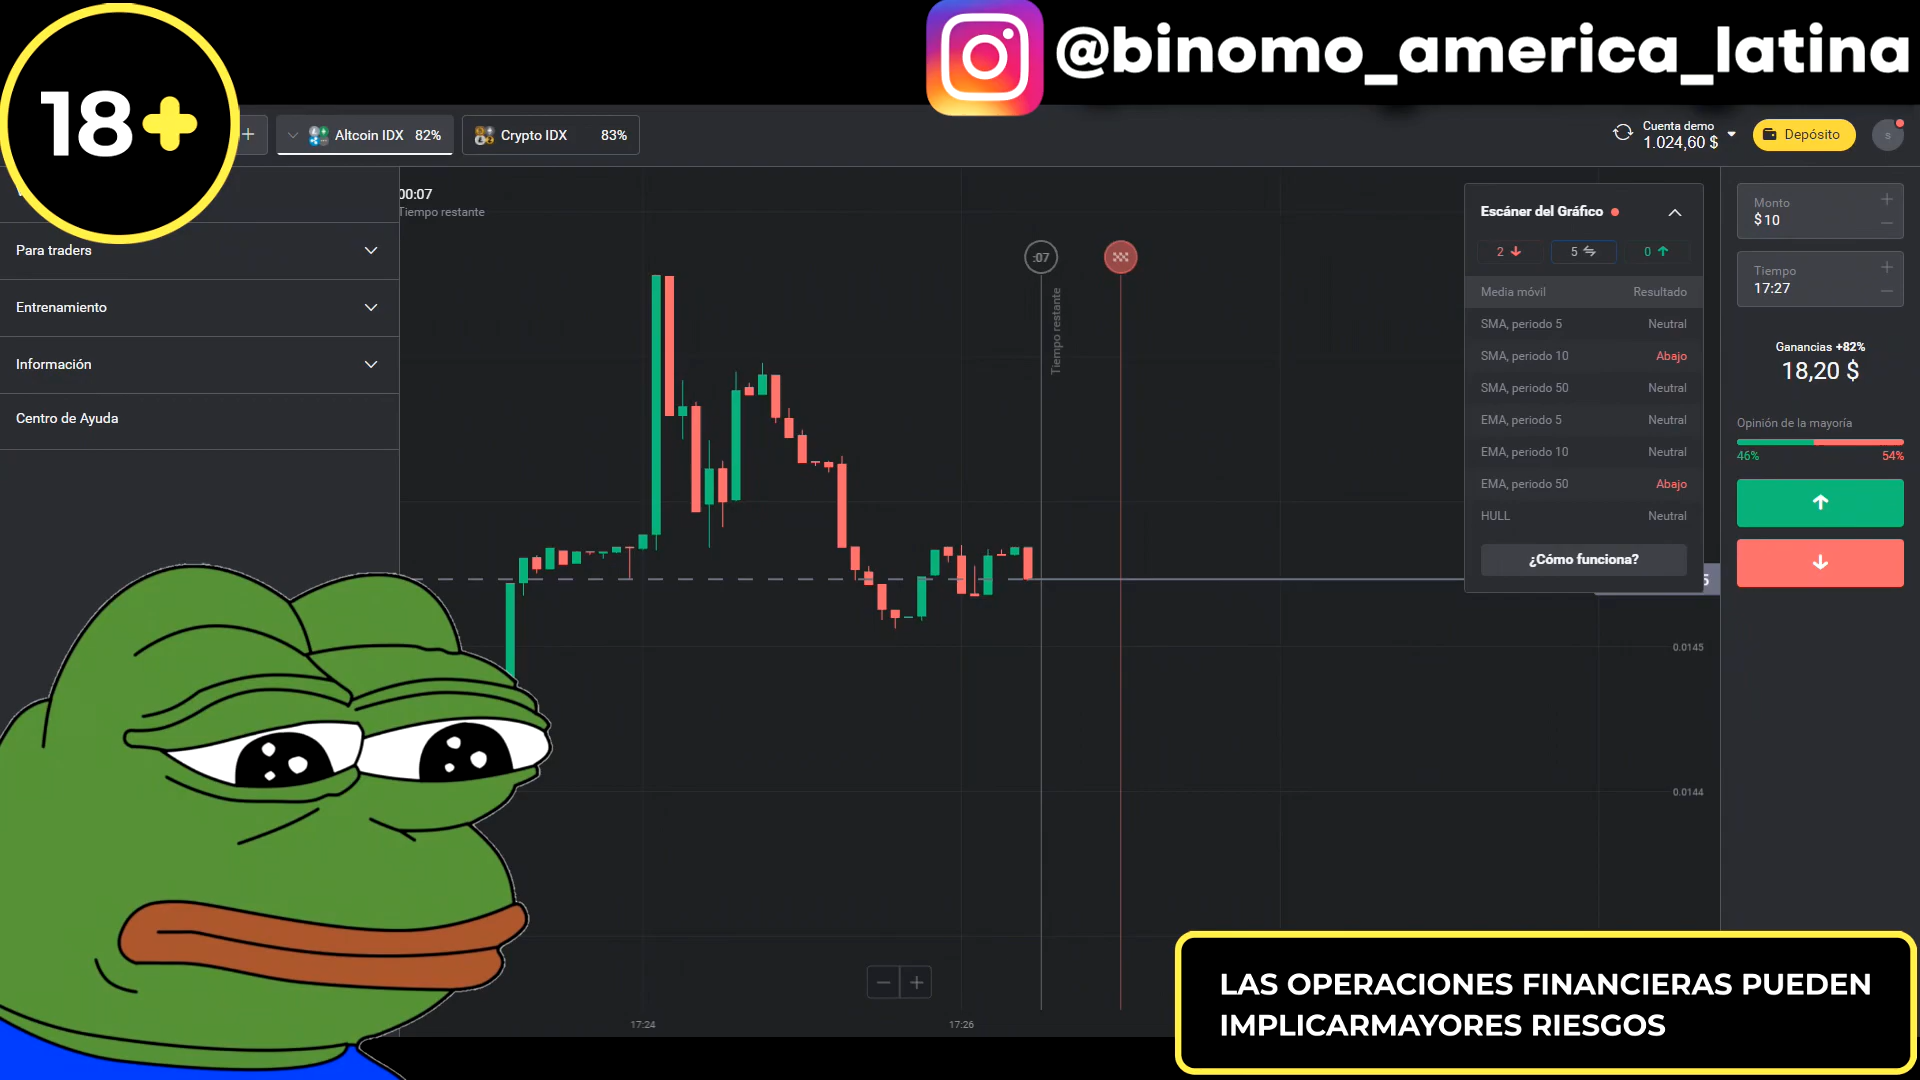 18+
@binomo_america_latina
Altcoin IDX 82%
Crypto IDX 83%
Cuenta demo
1.024,60 $
Depósito
s
00:07
Tiempo restante
Para traders
Entrenamiento
Información
Centro de Ayuda
:07
Tiempo restante
Escáner del Gráfico
2
5
0
Media móvil Resultado
SMA, periodo 5 Neutral
SMA, periodo 10 Abajo
SMA, periodo 50 Neutral
EMA, periodo 5 Neutral
EMA, periodo 10 Neutral
EMA, periodo 50 Abajo
HULL Neutral
¿Cómo funciona?
Monto
$10
Tiempo
17:27
Ganancias +82%
18,20 $
Opinión de la mayoría
46% 54%
5
0.0145
0.0144
17:24
17:26
LAS OPERACIONES FINANCIERAS PUEDEN
IMPLICARMAYORES RIESGOS